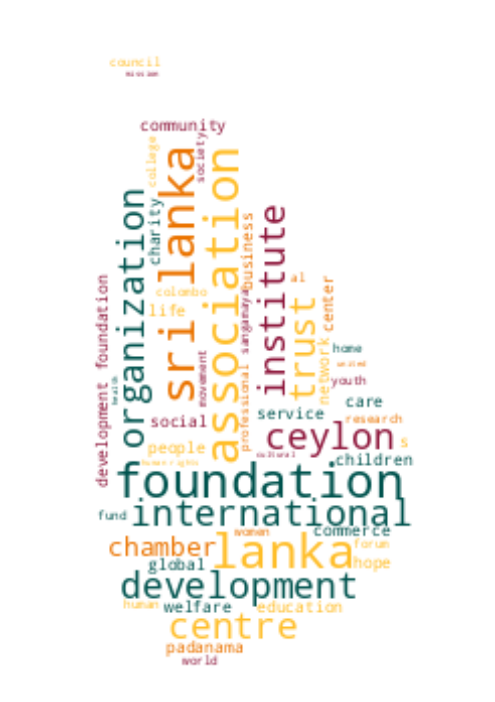 council
mission
community
college
society
sri lanka
association
organization
charity
institute
business
development foundation
colombo
sangamaya
al
center
life
trust
network
home
united
health
movement
professional
youth
care
social
service
research
people
ceylon
s
cultural
children
human rights
foundation
fund
international
women
commerce
chamber
lanka
forum
global
hope
development
human
welfare
education
centre
padanama
world